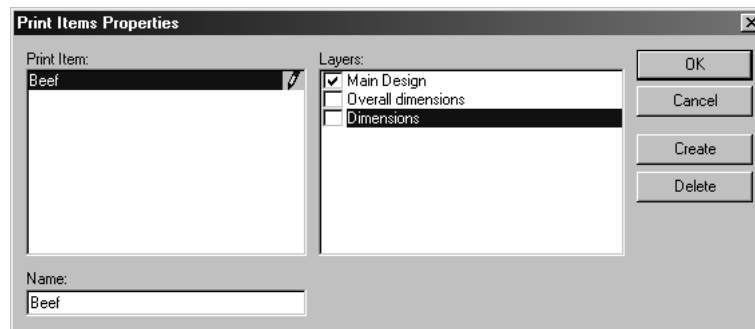 Print Items Properties
Print Item:
Beef
Layers:
Main Design
Overall dimensions
Dimensions
OK
Cancel
Create
Delete
Name:
Beef